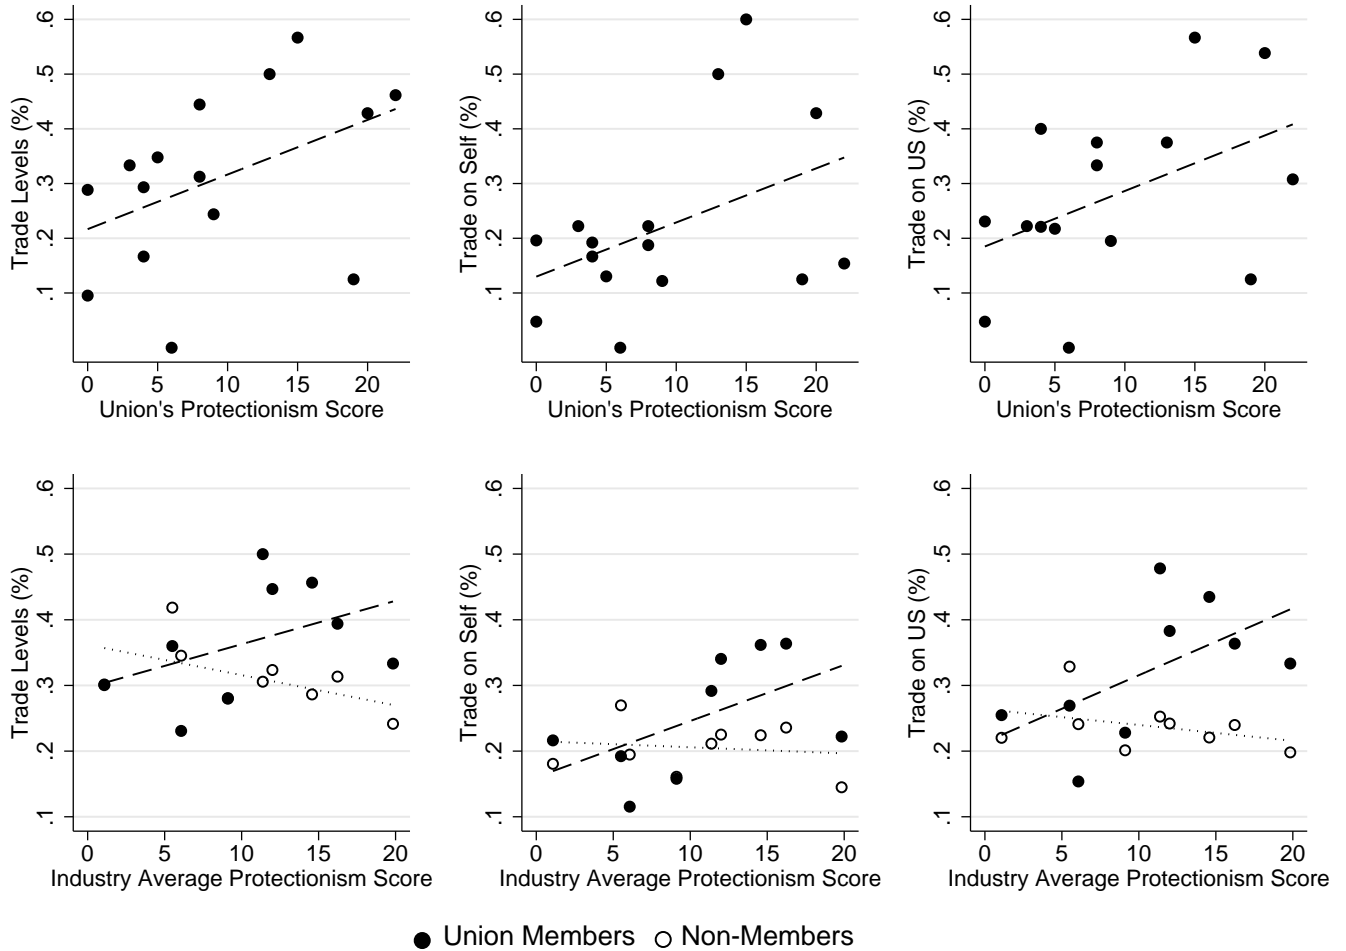 .6
.5
.4
.3
.2
.1
Trade Levels (%)
0 5 10 15 20
Union's Protectionism Score
.6
.5
.4
.3
.2
.1
Trade on Self (%)
0 5 10 15 20
Union's Protectionism Score
.6
.5
.4
.3
.2
.1
Trade on US (%)
0 5 10 15 20
Union's Protectionism Score
.6
.5
.4
.3
.2
.1
Trade Levels (%)
0 5 10 15 20
Industry Average Protectionism Score
.6
.5
.4
.3
.2
.1
Trade on Self (%)
0 5 10 15 20
Industry Average Protectionism Score
.6
.5
.4
.3
.2
.1
Trade on US (%)
0 5 10 15 20
Industry Average Protectionism Score
Union Members Non-Members